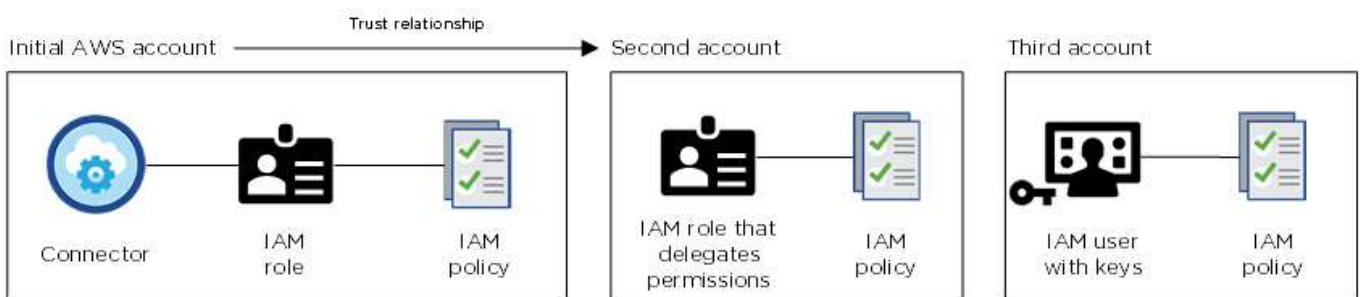 Trust relationship
Initial AWS account
Second account
Third account
Connector
IAM
role
IAM
policy
IAM role that
delegates
permissions
IAM
policy
IAM user
with keys
IAM
policy